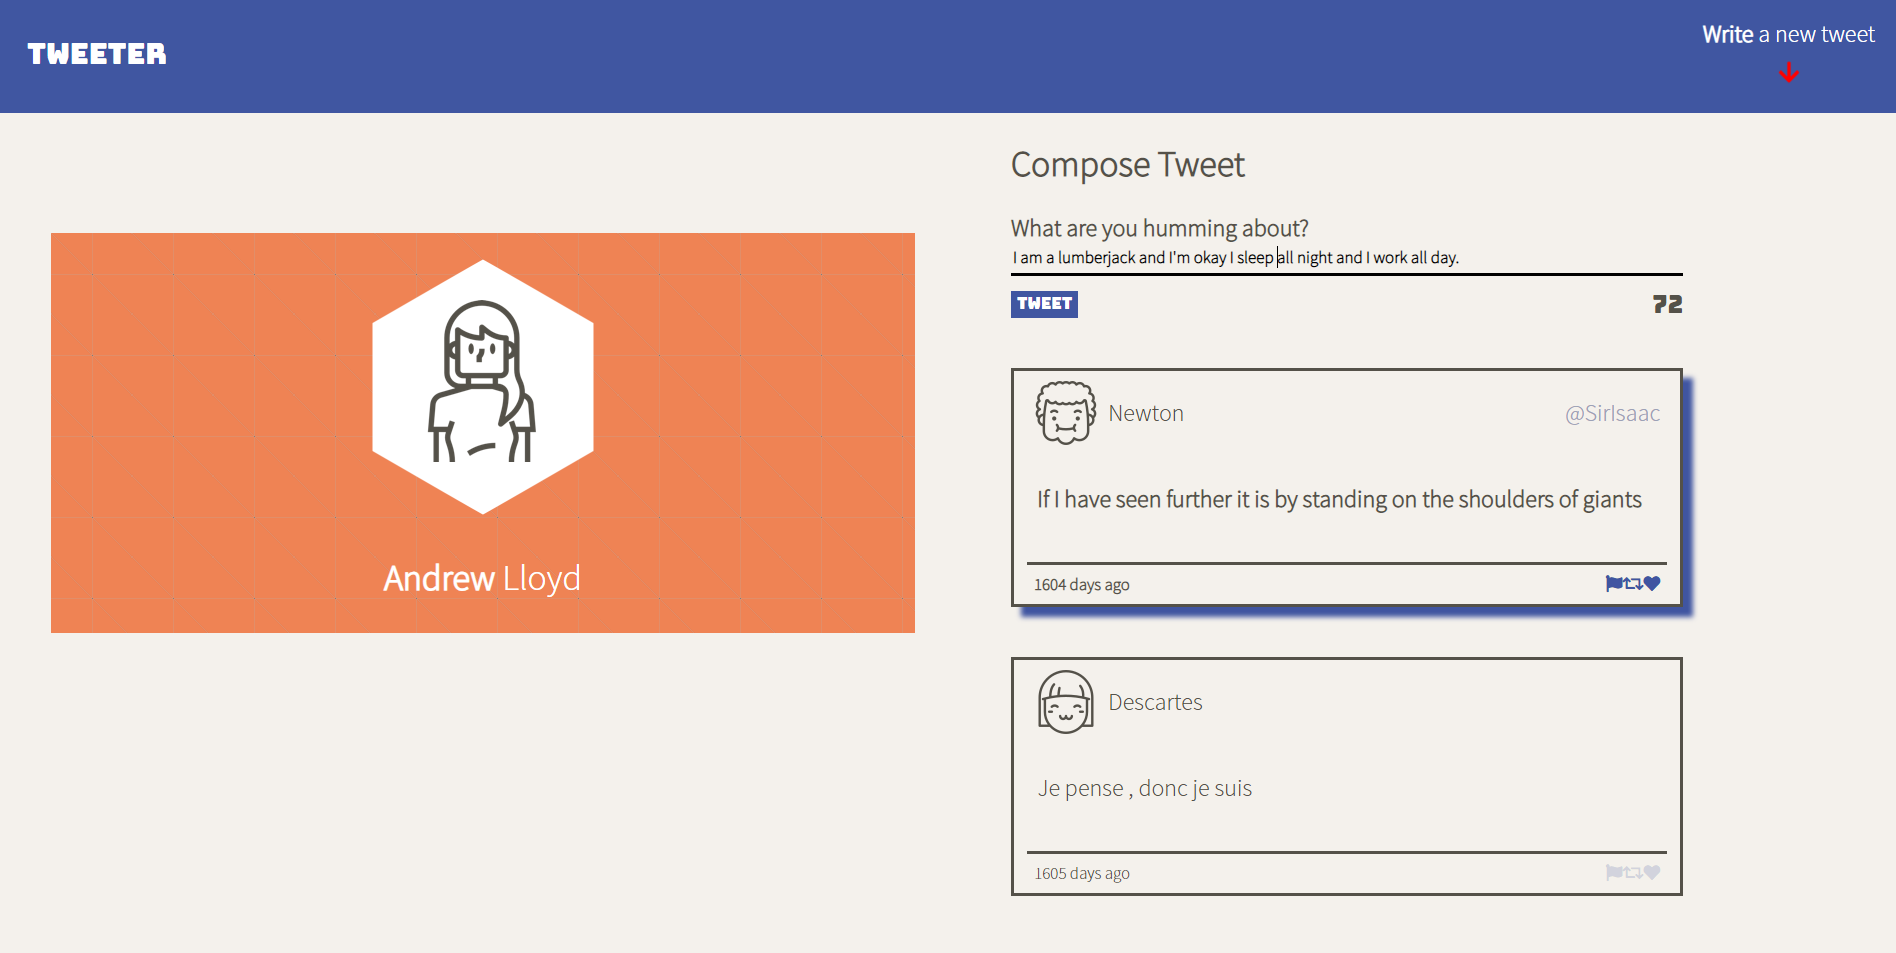 TWEETER
Write a new tweet
Andrew Lloyd
Compose Tweet
What are you humming about?
I am a lumberjack and I'm okay I sleep all night and I work all day.
TWEET
72
Newton
@SirIsaac
If I have seen further it is by standing on the shoulders of giants
1604 days ago
Descartes
Je pense , donc je suis
1605 days ago